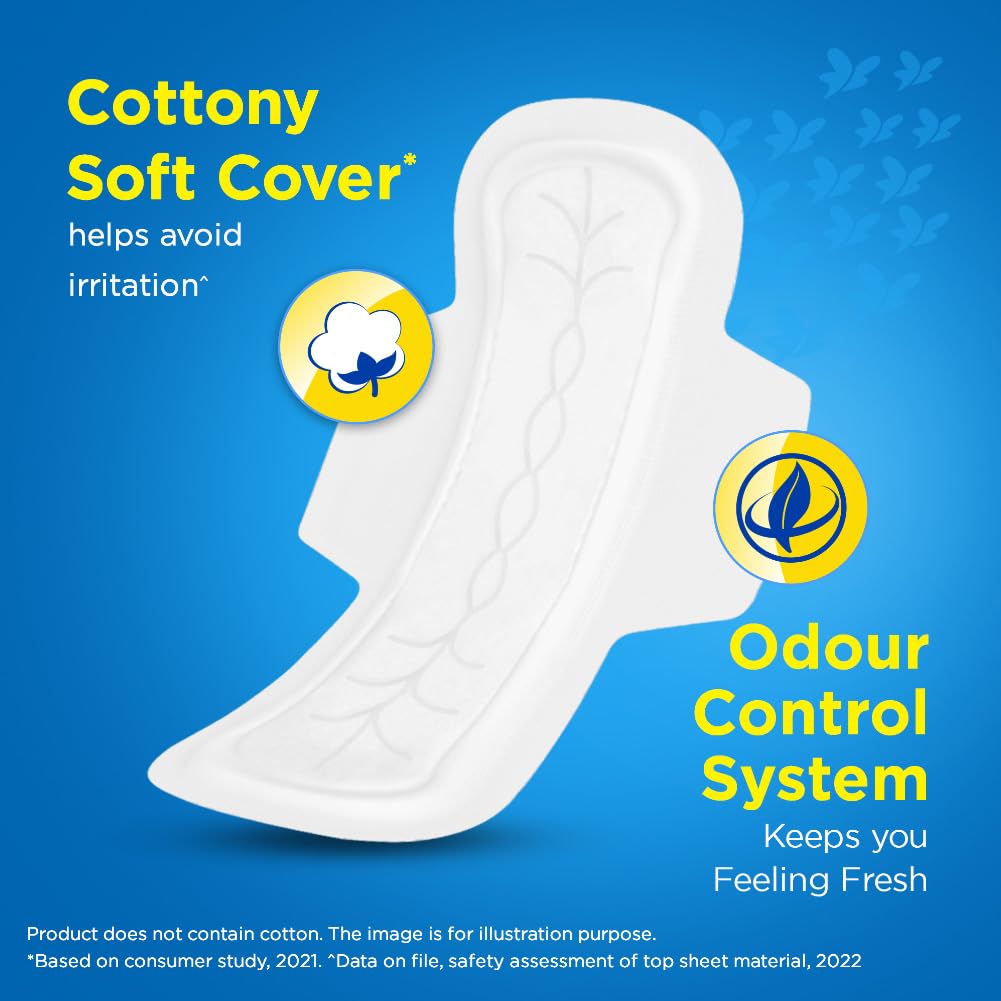 Cottony
Soft Cover*
helps avoid
irritation^
Odour
Control
System
Keeps you
Feeling Fresh
Product does not contain cotton. The image is for illustration purpose.
*Based on consumer study, 2021. ^Data on file, safety assessment of top sheet material, 2022